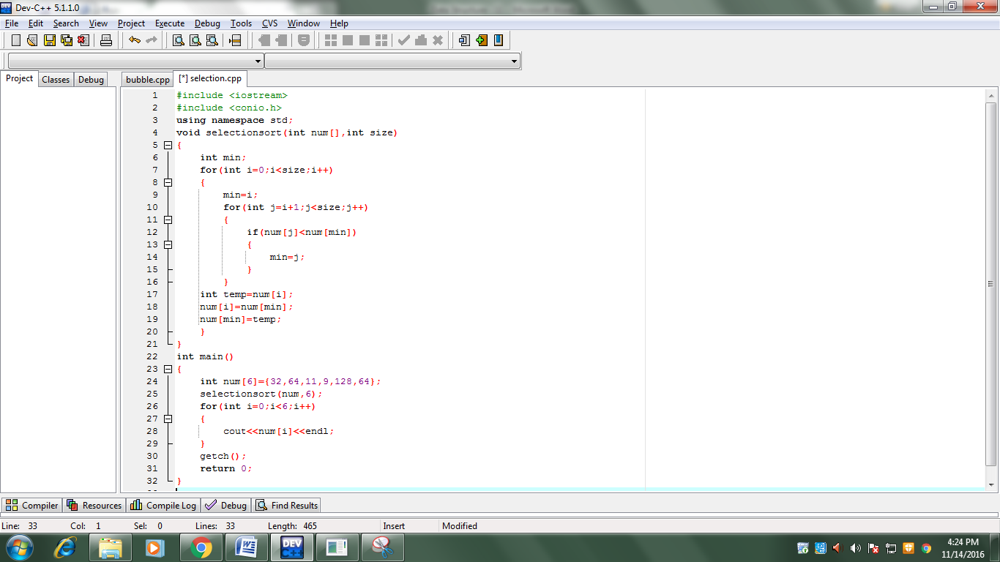 Dev-C++ 5.1.1.0
File Edit Search View Project Execute Debug Tools CVS Window Help
Project Classes Debug bubble.cpp [*] selection.cpp
1 #include <iostream>
2 #include <conio.h>
3 using namespace std;
4 void selectionsort(int num[],int size)
5 {
6 int min;
7 for(int i=0;i<size;i++)
8 {
9 min=i;
10 for(int j=i+1;j<size;j++)
11 {
12 if(num[j]<num[min])
13 {
14 min=j;
15 }
16 }
17 int temp=num[i];
18 num[i]=num[min];
19 num[min]=temp;
20 }
21 }
22 int main()
23 {
24 int num[6]={32,64,11,9,128,64};
25 selectionsort(num,6);
26 for(int i=0;i<6;i++)
27 {
28 cout<<num[i]<<endl;
29 }
30 getch();
31 return 0;
32 }
Compiler Resources Compile Log Debug Find Results
Line: 33 Col: 1 Sel: 0 Lines: 33 Length: 465 Insert Modified
DEV
4:24 PM
11/14/2016